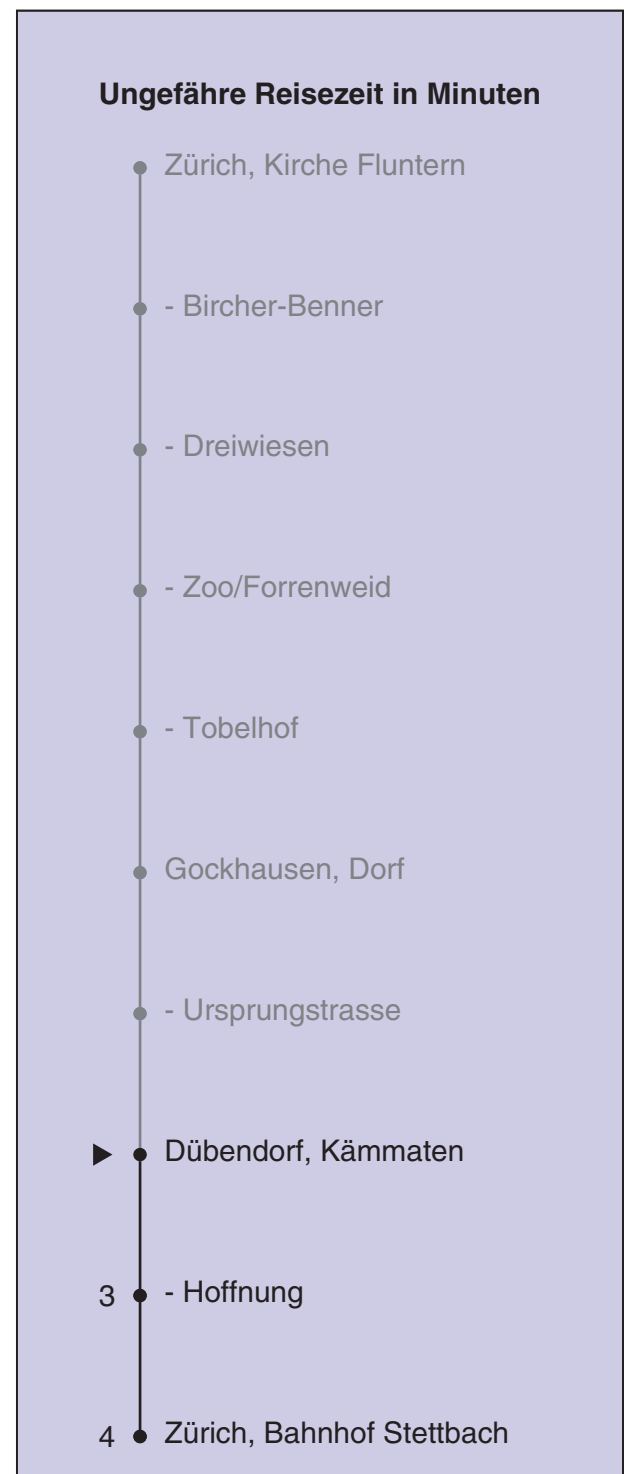 Ungefähre Reisezeit in Minuten
Zürich, Kirche Fluntern
- Bircher-Benner
- Dreiwiesen
- Zoo/Forrenweid
- Tobelhof
Gockhausen, Dorf
- Ursprungstrasse
Dübendorf, Kämmaten
3 - Hoffnung
4 Zürich, Bahnhof Stettbach